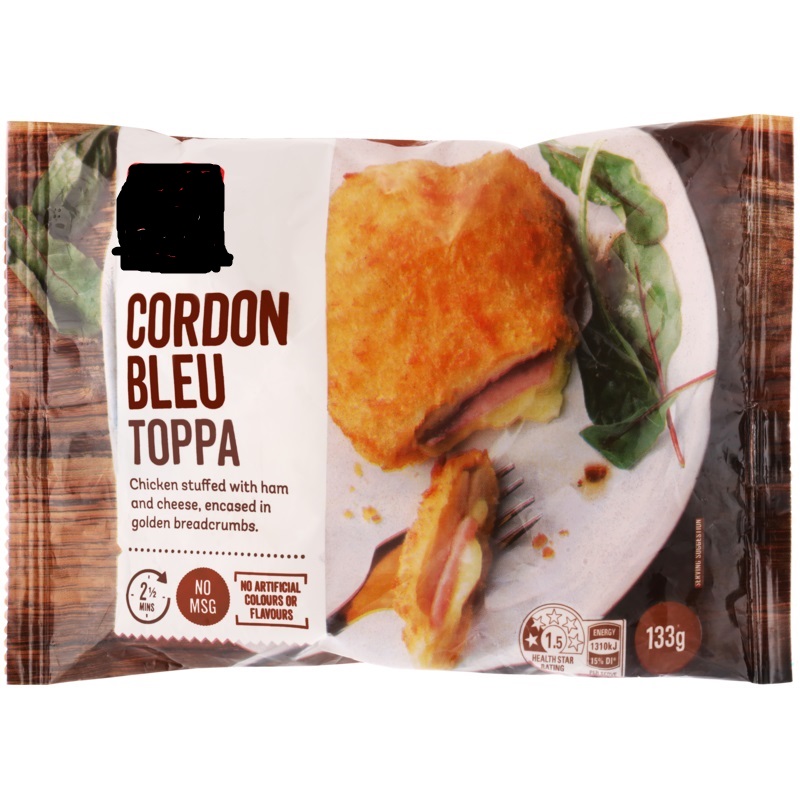 CORDON
BLEU
TOPPA
Chicken stuffed with ham
and cheese, encased in
golden breadcrumbs.
2½
MINS
NO
MSG
NO ARTIFICIAL
COLOURS OR
FLAVOURS
1.5
HEALTH STAR
RATING
ENERGY
1310kJ
15% DI*
133g
SERVING SUGGESTION